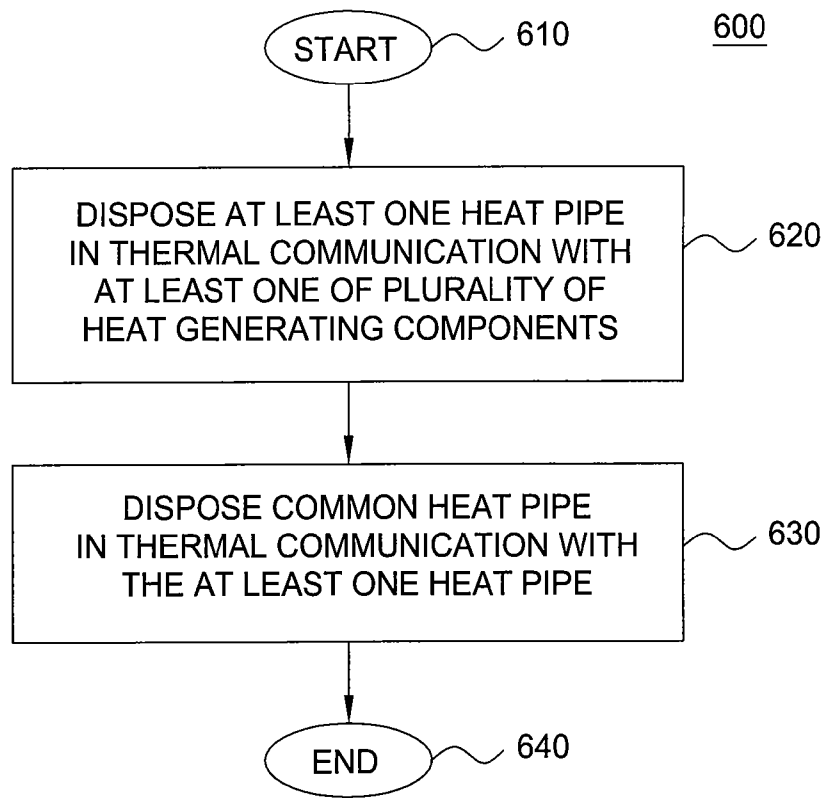 START
610
600
DISPOSE AT LEAST ONE HEAT PIPE
IN THERMAL COMMUNICATION WITH
AT LEAST ONE OF PLURALITY OF
HEAT GENERATING COMPONENTS
620
DISPOSE COMMON HEAT PIPE
IN THERMAL COMMUNICATION WITH
THE AT LEAST ONE HEAT PIPE
630
END
640